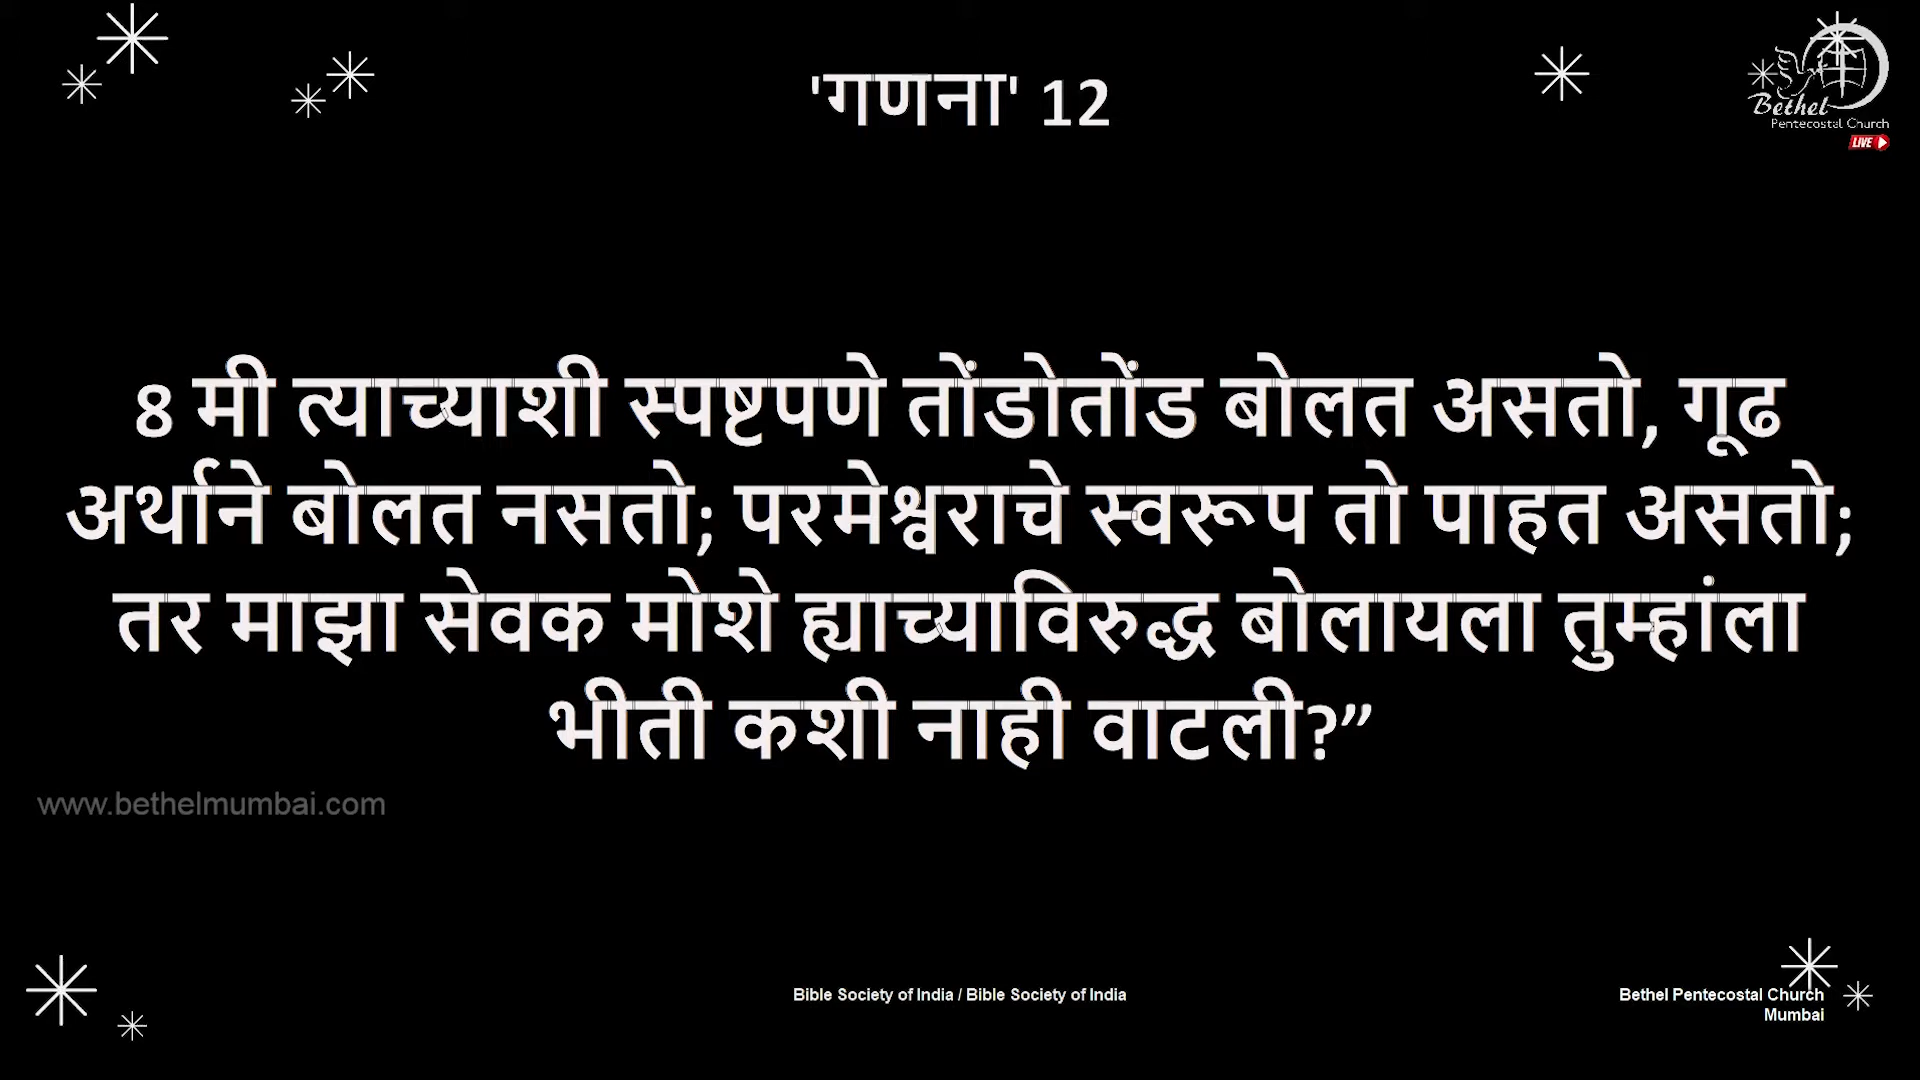 'गणना' 12
Bethel
Pentecostal Church
LIVE
8 मी त्याच्याशी स्पष्टपणे तोंडोतोंड बोलत असतो, गूढ
अर्थाने बोलत नसतो; परमेश्वराचे स्वरूप तो पाहत असतो;
तर माझा सेवक मोशे ह्याच्याविरुद्ध बोलायला तुम्हांला
भीती कशी नाही वाटली?”
www.bethelmumbai.com
Bible Society of India / Bible Society of India
Bethel Pentecostal Church
Mumbai